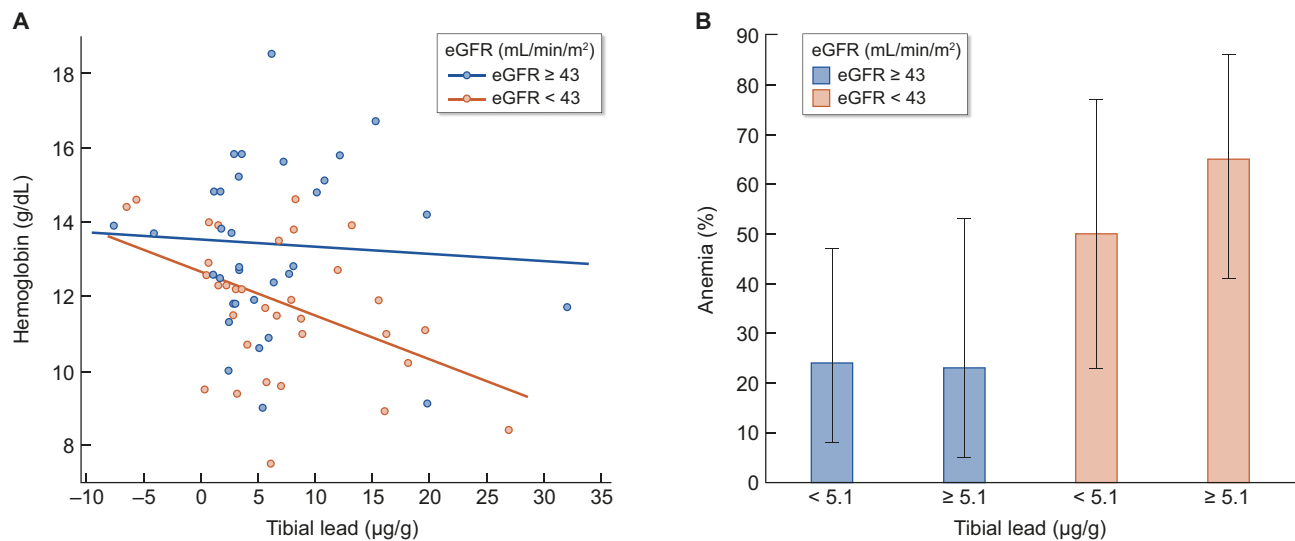 A
eGFR (mL/min/m²)
eGFR ≥ 43
eGFR < 43
Hemoglobin (g/dL)
18
16
14
12
10
8
–10
–5
0
5
10
15
20
25
30
35
Tibial lead (µg/g)
B
eGFR (mL/min/m²)
eGFR ≥ 43
eGFR < 43
Anemia (%)
90
80
70
60
50
40
30
20
10
0
< 5.1
≥ 5.1
< 5.1
≥ 5.1
Tibial lead (µg/g)